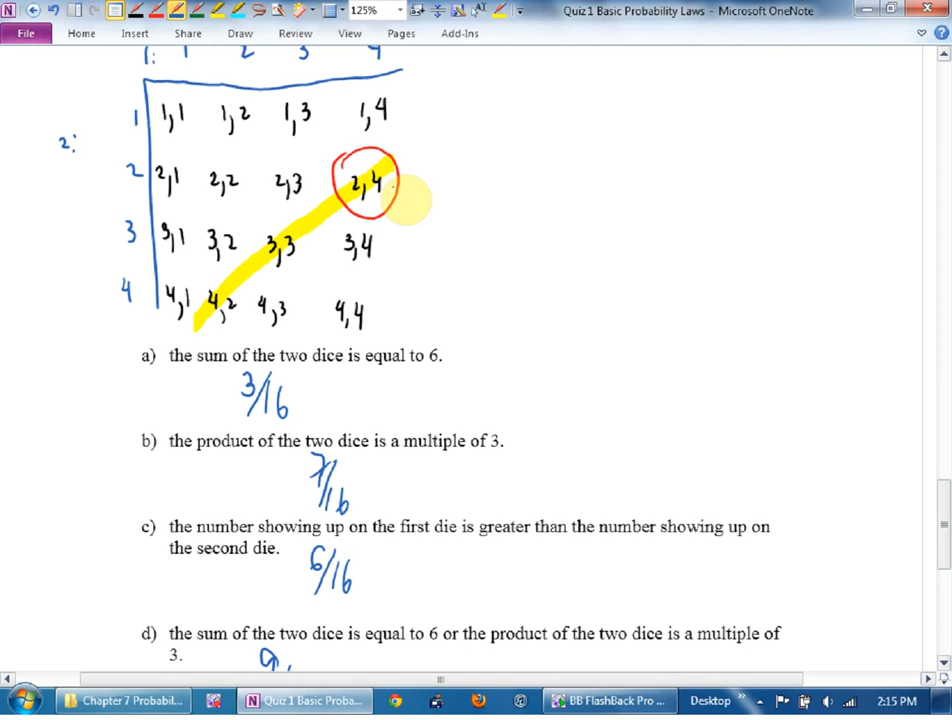 125%
Quiz 1 Basic Probability Laws - Microsoft OneNote
File Home Insert Share Draw Review View Pages Add-Ins
1: 1 2 3 4
2:
1 1,1 1,2 1,3 1,4
2 2,1 2,2 2,3 2,4
3 3,1 3,2 3,3 3,4
4 4,1 4,2 4,3 4,4
a) the sum of the two dice is equal to 6.
3/16
b) the product of the two dice is a multiple of 3.
7/16
c) the number showing up on the first die is greater than the number showing up on
the second die.
6/16
d) the sum of the two dice is equal to 6 or the product of the two dice is a multiple of
3.
Chapter 7 Probabil... Quiz 1 Basic Proba... BB FlashBack Pro ... Desktop 2:15 PM